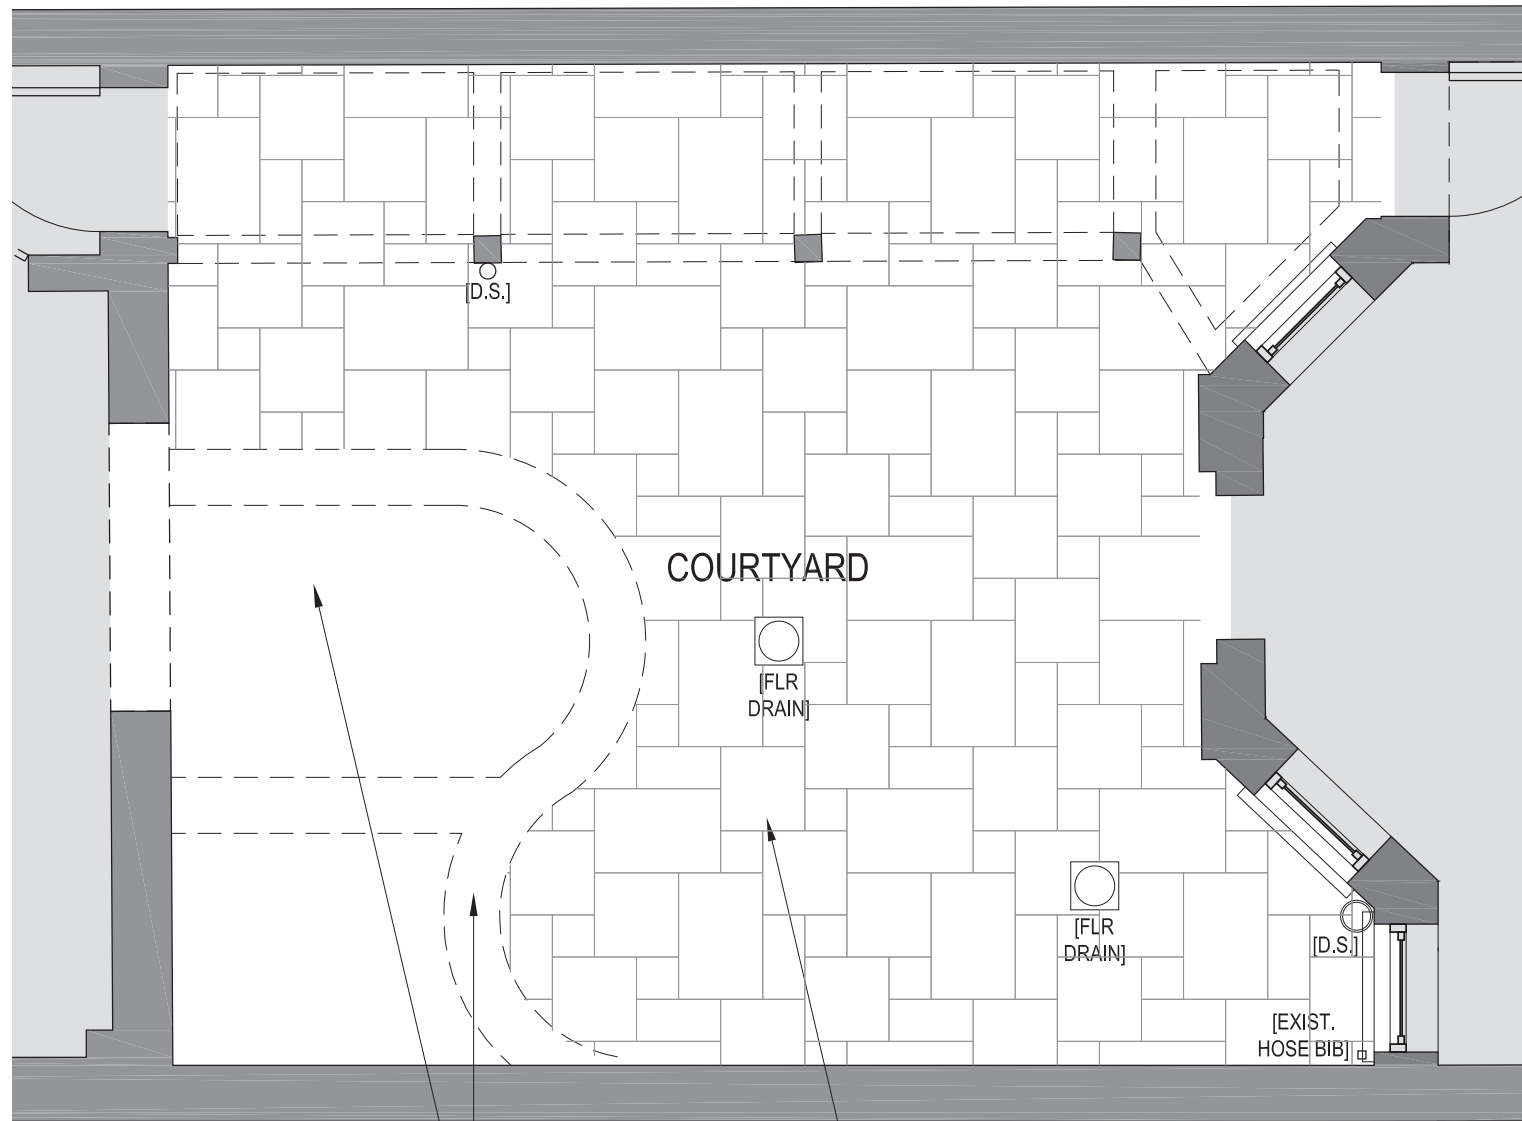 [D.S.]
COURTYARD
[FLR
DRAIN]
[FLR
DRAIN]
[D.S.]
[EXIST.
HOSE BIB]